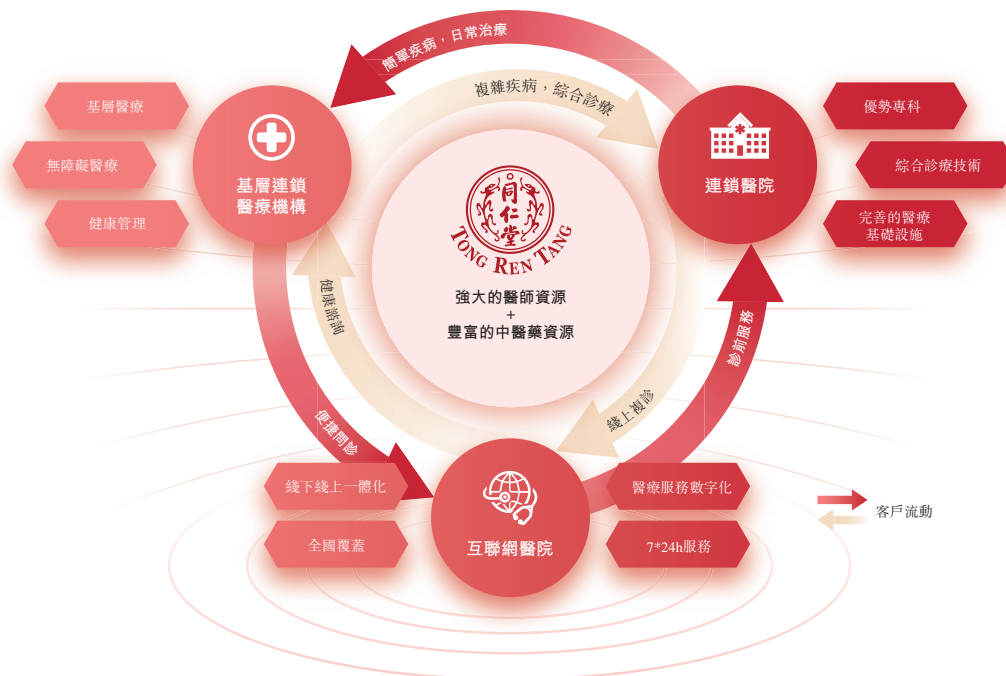 簡單疾病，日常治療
複雜疾病，綜合診療
基層醫療
無障礙醫療
健康管理
基層連鎖
醫療機構
同仁堂
TONG REN TANG
強大的醫師資源
+
豐富的中醫藥資源
連鎖醫院
優勢專科
綜合診療技術
完善的醫療
基礎設施
健康諮詢
診前服務
便捷問診
綫上複診
綫下綫上一體化
全國覆蓋
互聯網醫院
醫療服務數字化
7*24h服務
客戶流動